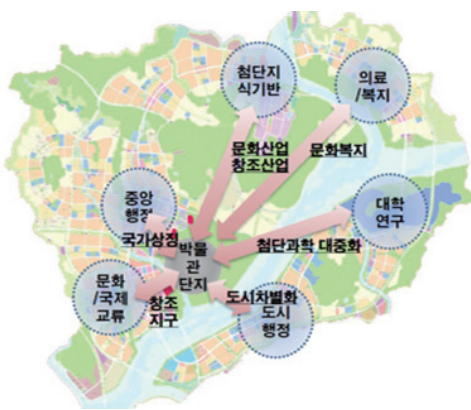 첨단지
식기반
의료
/복지
문화산업
창조산업
문화복지
중앙
행정
대학
연구
국가상징
박물
관
단지
첨단과학 대중화
문화
/국제
교류
창조
지구
도시차별화
도시
행정